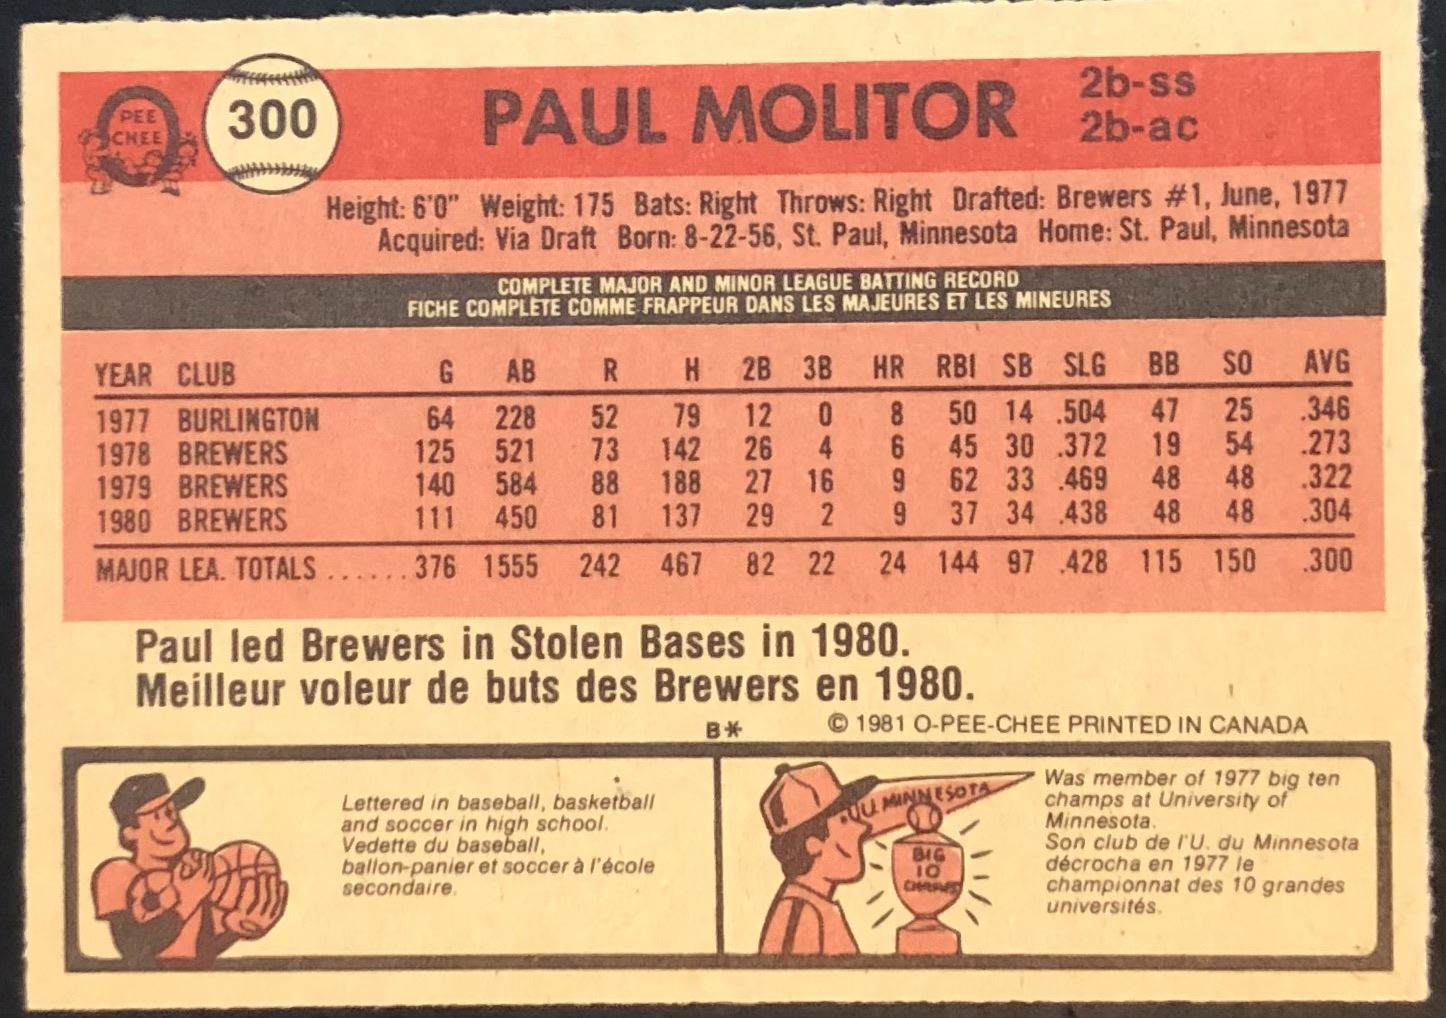 O
PEE
CHEE
300
PAUL MOLITOR
2b-ss
2b-ac
Height: 6'0" Weight: 175 Bats: Right Throws: Right Drafted: Brewers #1, June, 1977
Acquired: Via Draft Born: 8-22-56, St. Paul, Minnesota Home: St. Paul, Minnesota
COMPLETE MAJOR AND MINOR LEAGUE BATTING RECORD
FICHE COMPLÈTE COMME FRAPPEUR DANS LES MAJEURES ET LES MINEURES
YEAR CLUB G AB R H 2B 3B HR RBI SB SLG BB SO AVG
1977 BURLINGTON 64 228 52 79 12 0 8 50 14 .504 47 25 .346
1978 BREWERS 125 521 73 142 26 4 6 45 30 .372 19 54 .273
1979 BREWERS 140 584 88 188 27 16 9 62 33 .469 48 48 .322
1980 BREWERS 111 450 81 137 29 2 9 37 34 .438 48 48 .304
MAJOR LEA. TOTALS ...... 376 1555 242 467 82 22 24 144 97 .428 115 150 .300
Paul led Brewers in Stolen Bases in 1980.
Meilleur voleur de buts des Brewers en 1980.
B* © 1981 O-PEE-CHEE PRINTED IN CANADA
Lettered in baseball, basketball
and soccer in high school.
Vedette du baseball,
ballon-panier et soccer à l'école
secondaire.
MINNESOTA
BIG
10
CHAMPS
Was member of 1977 big ten
champs at University of
Minnesota.
Son club de l'U. du Minnesota
décrocha en 1977 le
championnat des 10 grandes
universités.